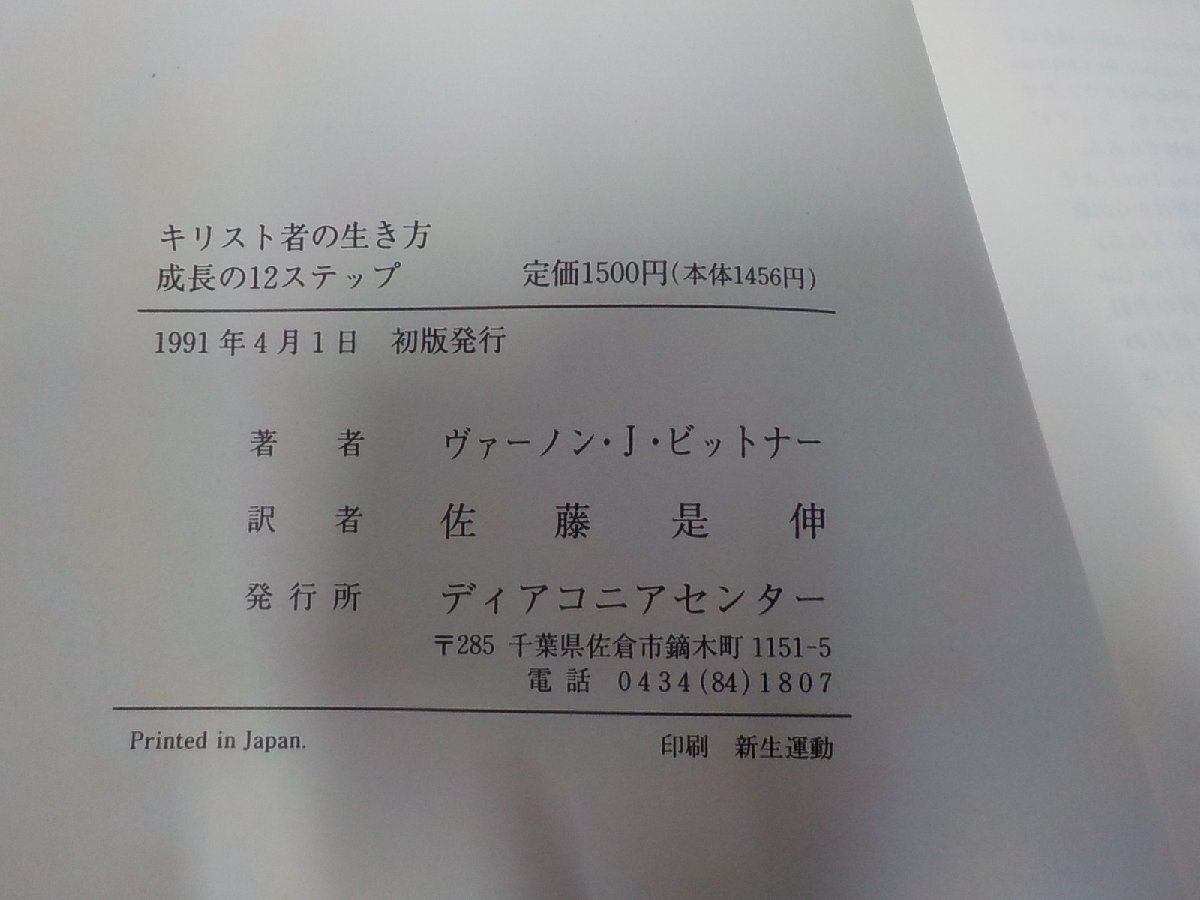 キリスト者の生き方
成長の12ステップ 定価1500円(本体1456円)
1991年4月1日 初版発行
著者 ヴァーノン・J・ビットナー
訳者 佐藤是伸
発行所 ディアコニアセンター
〒285 千葉県佐倉市鏑木町1151-5
電話 0434(84)1807
Printed in Japan. 印刷 新生運動